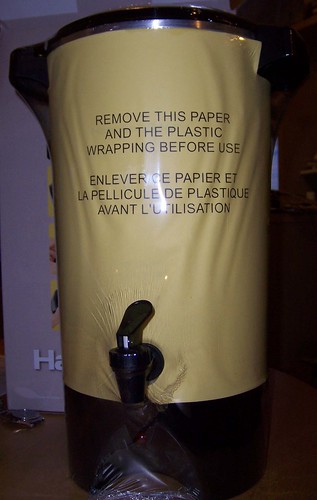 REMOVE THIS PAPER
AND THE PLASTIC
WRAPPING BEFORE USE
ENLEVER CE PAPIER ET
LA PELLICULE DE PLASTIQUE
AVANT L'UTILISATION
Ha